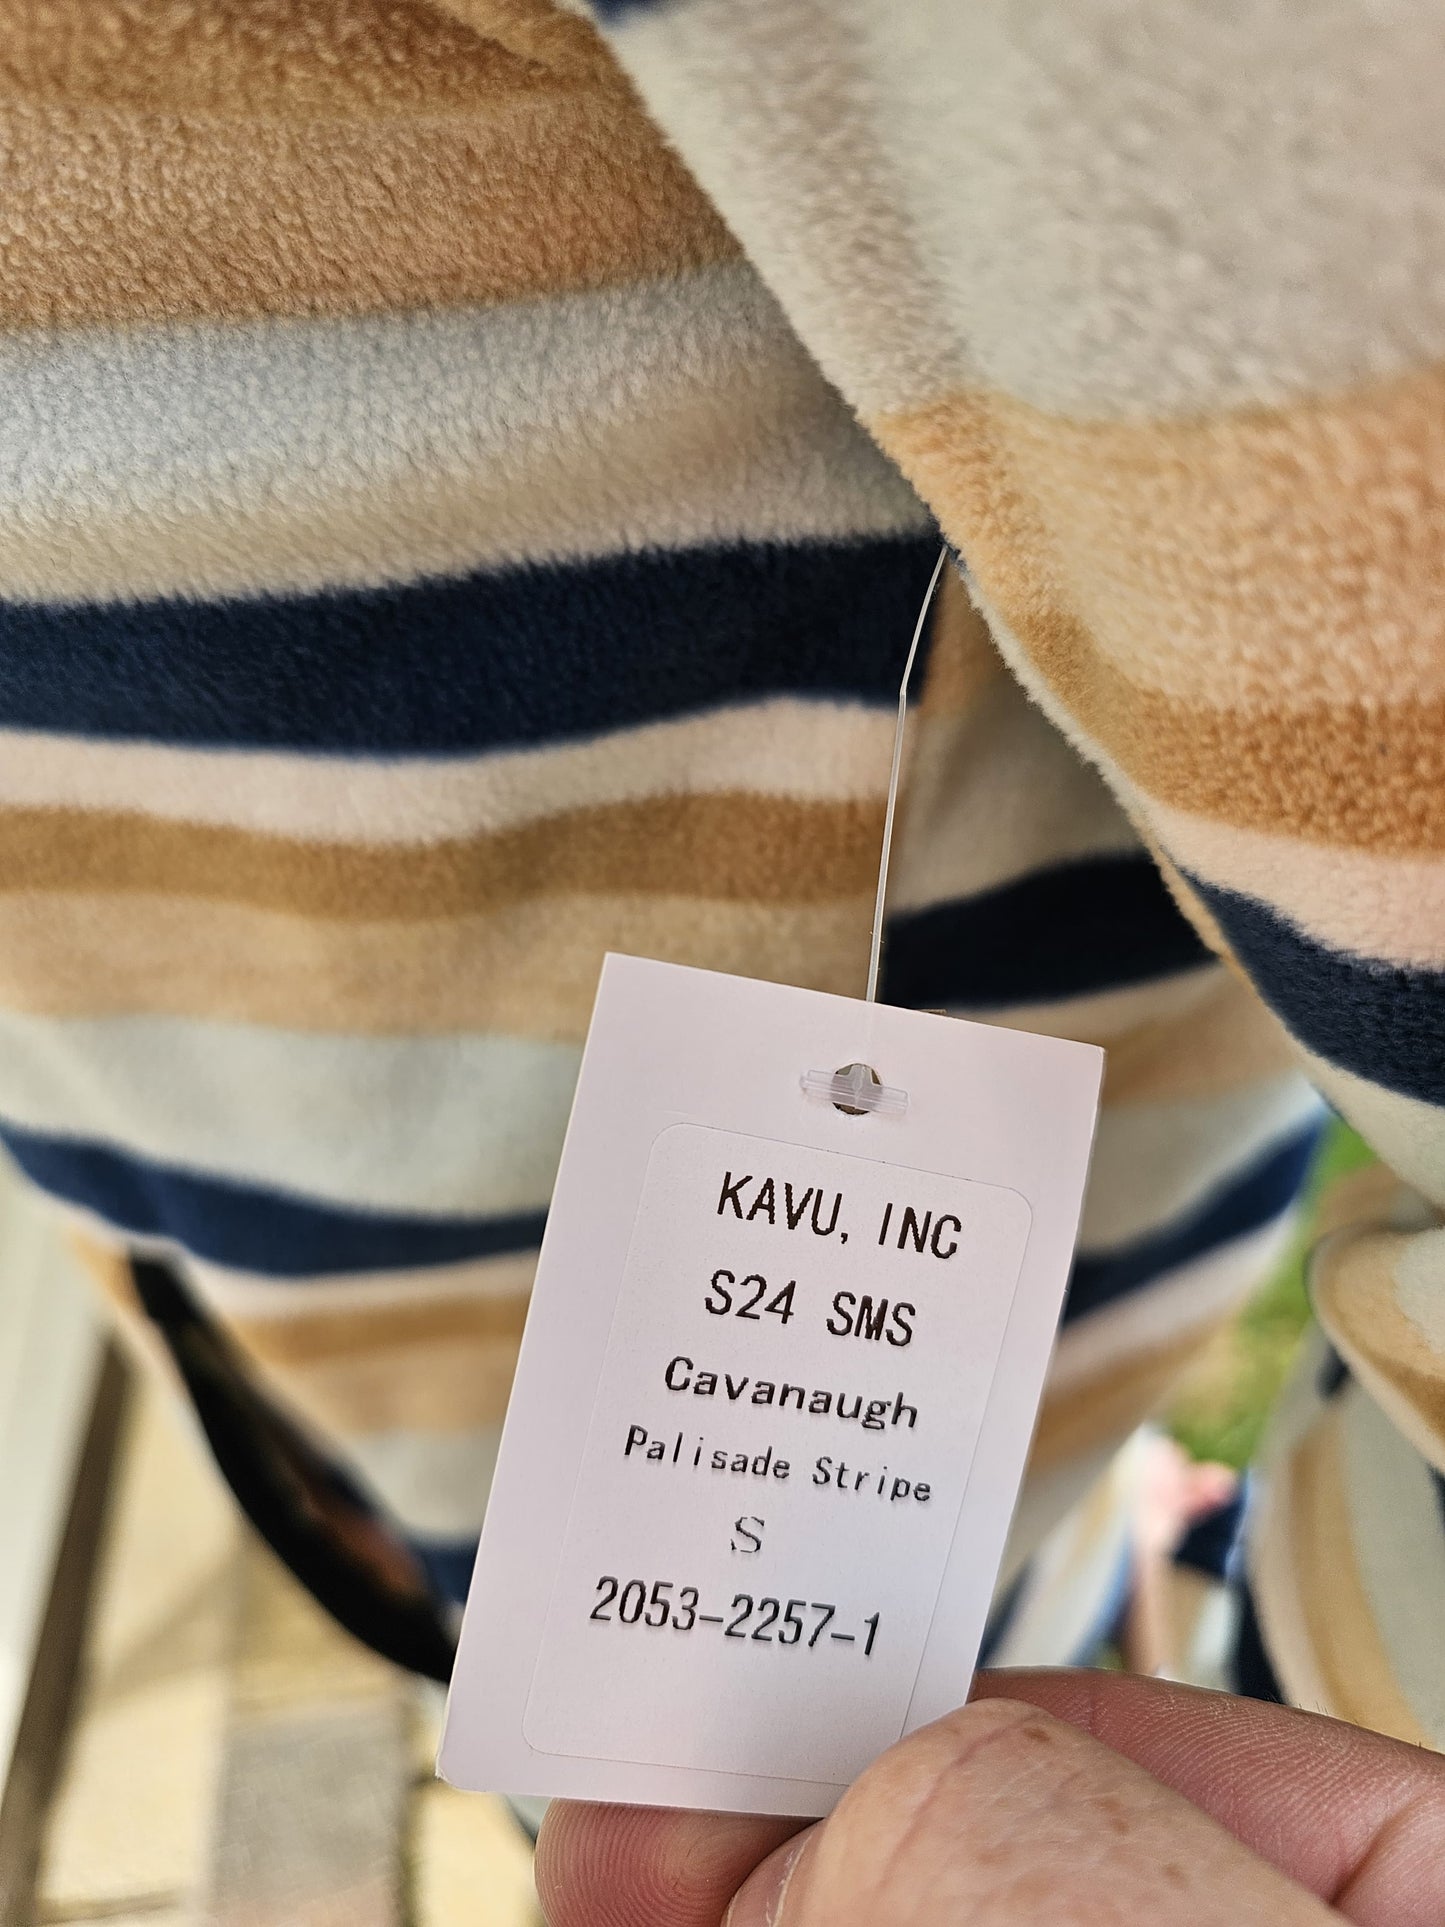 KAVU, INC
S24 SMS
Cavanaugh
Palisade Stripe
S
2053-2257-1